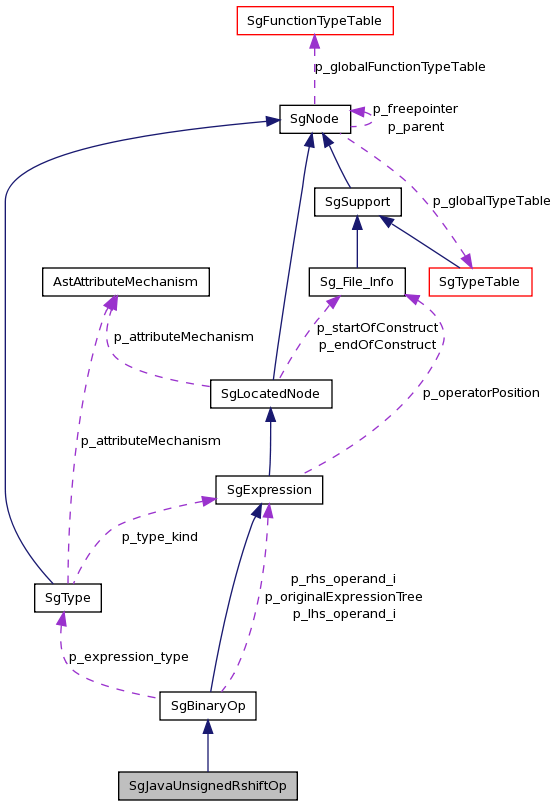 SgFunctionTypeTable
p_globalFunctionTypeTable
SgNode
p_freepointer
p_parent
SgSupport
p_globalTypeTable
AstAttributeMechanism
Sg_File_Info
SgTypeTable
p_attributeMechanism
p_startOfConstruct
p_endOfConstruct
SgLocatedNode
p_operatorPosition
p_attributeMechanism
SgExpression
p_type_kind
p_rhs_operand_i
p_originalExpressionTree
p_lhs_operand_i
SgType
p_expression_type
SgBinaryOp
SgJavaUnsignedRshiftOp